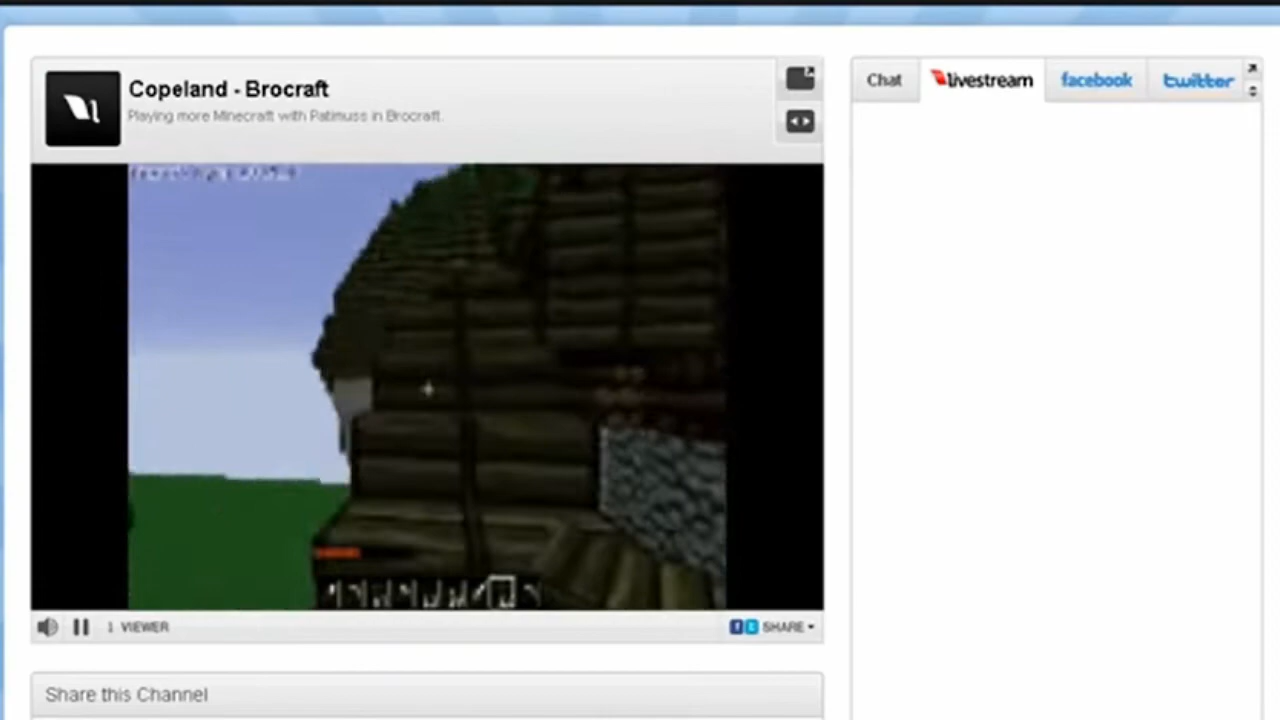 Copeland - Brocraft
Playing more Minecraft with Patimuss in Brocraft.
Chat
livestream
facebook
twitter
1 VIEWER
SHARE
Share this Channel